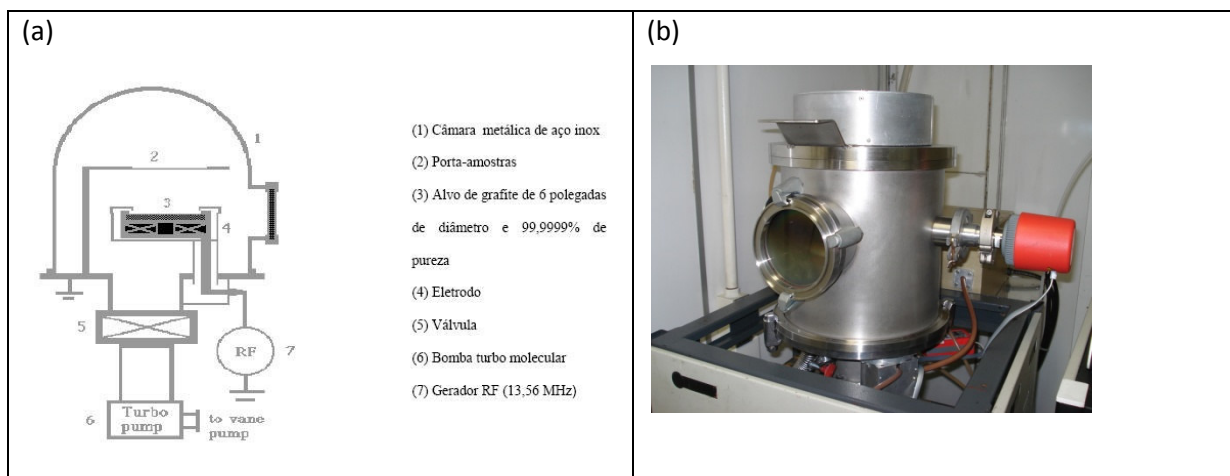 (a)
1
2
3
4
5
RF
7
6
Turbo
pump
to vane
pump
(1) Câmara metálica de aço inox
(2) Porta-amostras
(3) Alvo de grafite de 6 polegadas
de diâmetro e 99,9999% de
pureza
(4) Eletrodo
(5) Válvula
(6) Bomba turbo molecular
(7) Gerador RF (13,56 MHz)
(b)